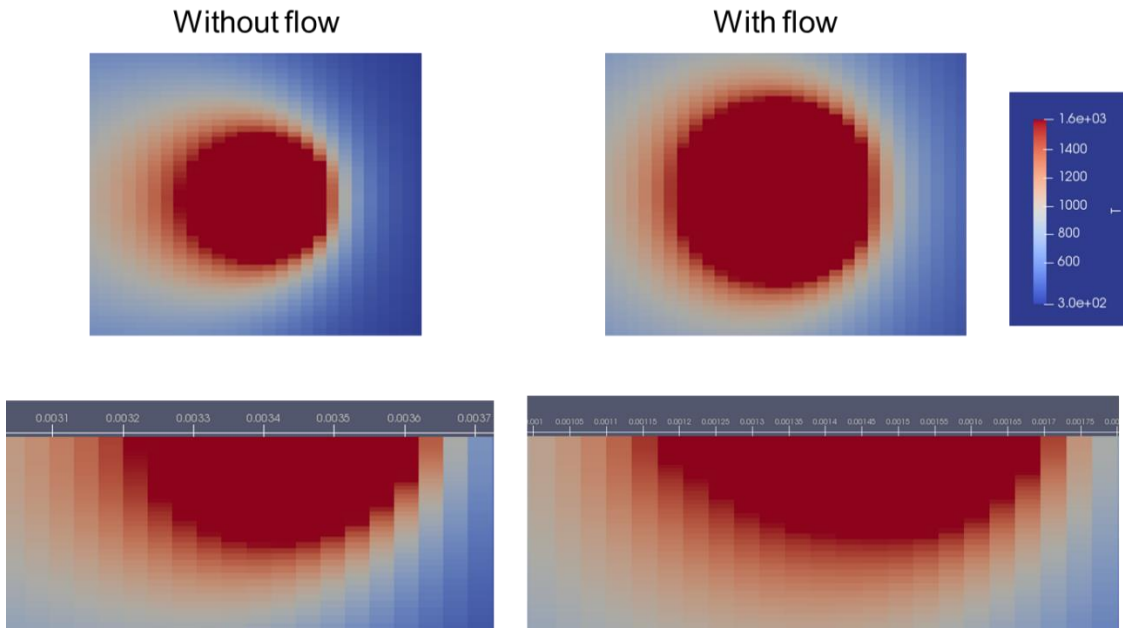 Without flow
With flow
1.6e+03
1400
1200
1000
800
600
3.0e+02
T
0.0031 0.0032 0.0033 0.0034 0.0035 0.0036 0.0037
.001 0.00105 0.0011 0.00115 0.0012 0.00125 0.0013 0.00135 0.0014 0.00145 0.0015 0.00155 0.0016 0.00165 0.0017 0.00175 0.00